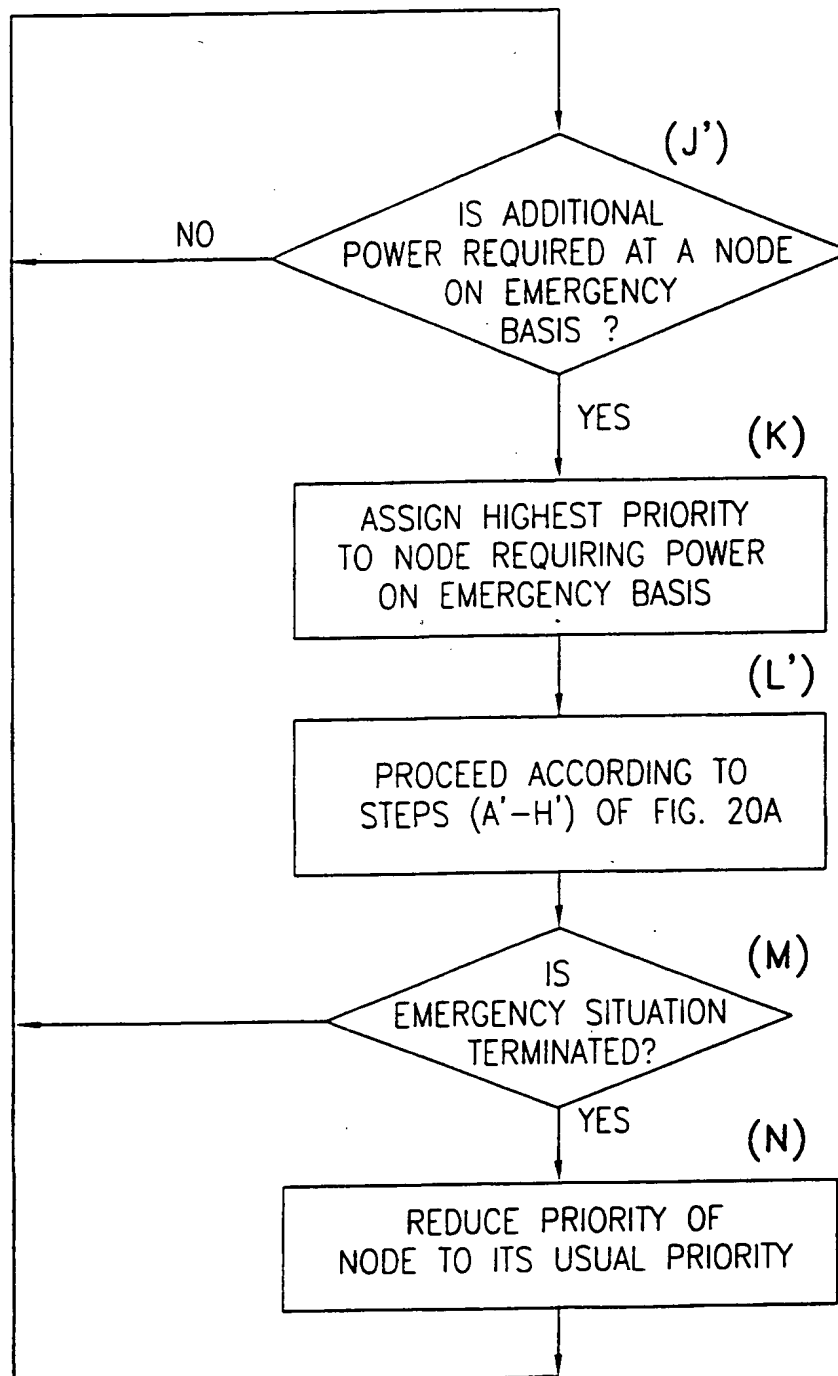 (J')
IS ADDITIONAL
POWER REQUIRED AT A NODE
ON EMERGENCY
BASIS ?
NO
YES
(K)
ASSIGN HIGHEST PRIORITY
TO NODE REQUIRING POWER
ON EMERGENCY BASIS
(L')
PROCEED ACCORDING TO
STEPS (A'-H') OF FIG. 20A
(M)
IS
EMERGENCY SITUATION
TERMINATED?
YES
(N)
REDUCE PRIORITY OF
NODE TO ITS USUAL PRIORITY